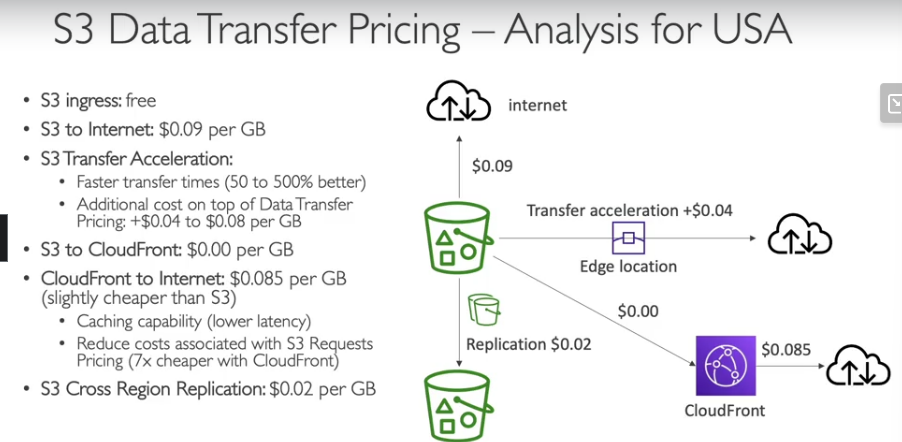 S3 Data Transfer Pricing – Analysis for USA
• S3 ingress: free
• S3 to Internet: $0.09 per GB
• S3 Transfer Acceleration:
• Faster transfer times (50 to 500% better)
• Additional cost on top of Data Transfer
Pricing: +$0.04 to $0.08 per GB
• S3 to CloudFront: $0.00 per GB
• CloudFront to Internet: $0.085 per GB
(slightly cheaper than S3)
• Caching capability (lower latency)
• Reduce costs associated with S3 Requests
Pricing (7x cheaper with CloudFront)
• S3 Cross Region Replication: $0.02 per GB
internet
$0.09
Transfer acceleration +$0.04
Edge location
$0.00
Replication $0.02
$0.085
CloudFront